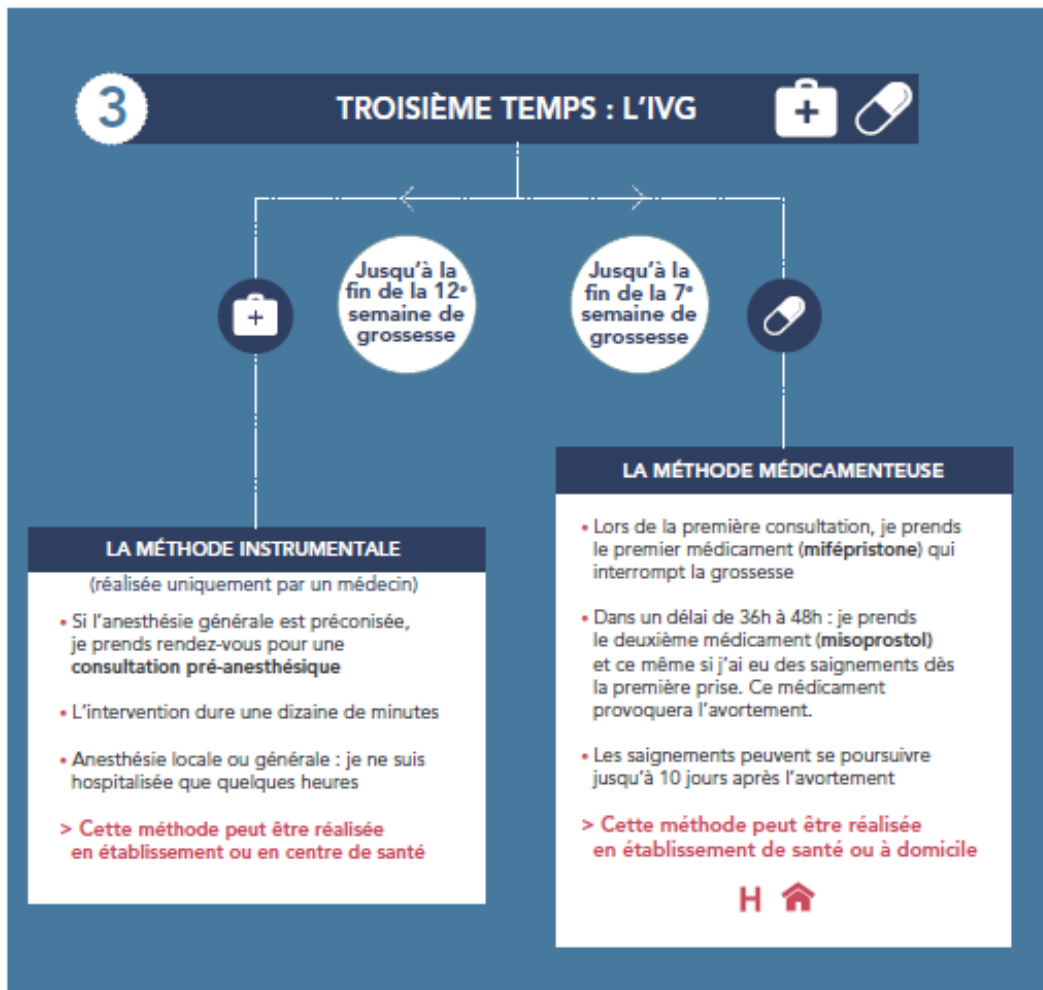 3
TROISIÈME TEMPS : L'IVG
Jusqu'à la
fin de la 12e
semaine de
grossesse
Jusqu'à la
fin de la 7e
semaine de
grossesse
LA MÉTHODE INSTRUMENTALE
(réalisée uniquement par un médecin)
• Si l'anesthésie générale est préconisée,
je prends rendez-vous pour une
consultation pré-anesthésique
• L'intervention dure une dizaine de minutes
• Anesthésie locale ou générale : je ne suis
hospitalisée que quelques heures
> Cette méthode peut être réalisée
en établissement ou en centre de santé
LA MÉTHODE MÉDICAMENTEUSE
• Lors de la première consultation, je prends
le premier médicament (mifépristone) qui
interrompt la grossesse
• Dans un délai de 36h à 48h : je prends
le deuxième médicament (misoprostol)
et ce même si j'ai eu des saignements dès
la première prise. Ce médicament
provoquera l'avortement.
• Les saignements peuvent se poursuivre
jusqu'à 10 jours après l'avortement
> Cette méthode peut être réalisée
en établissement de santé ou à domicile
H